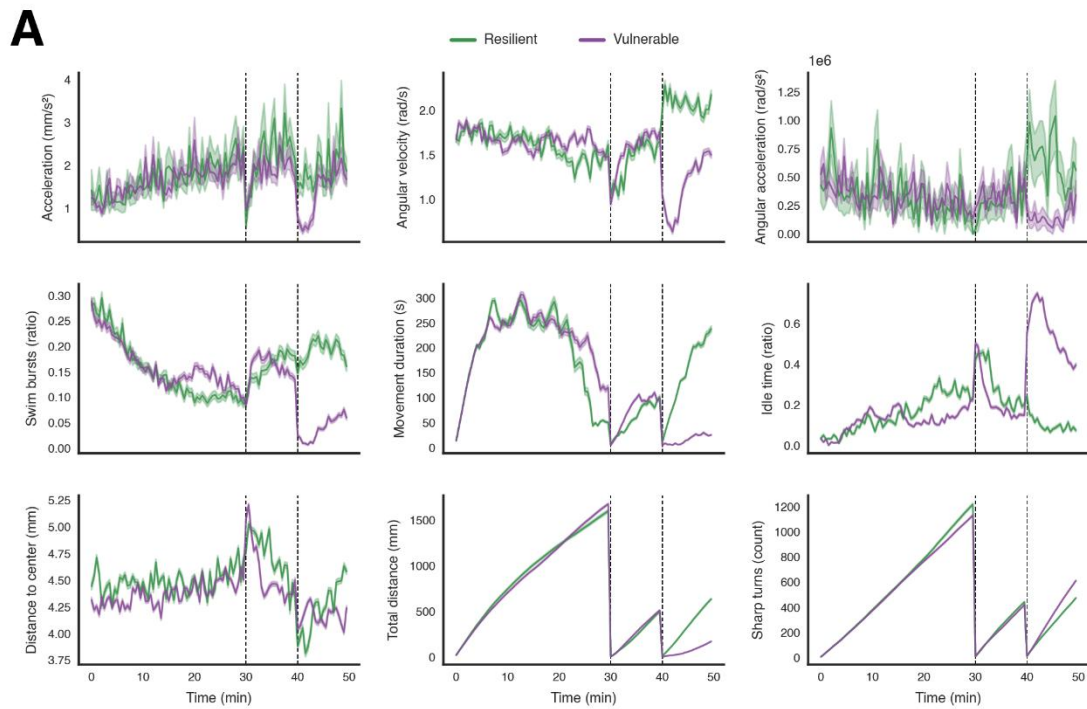 A
Resilient Vulnerable
Acceleration (mm/s²)
4
3
2
1
Angular velocity (rad/s)
2.0
1.5
1.0
1e6
Angular acceleration (rad/s²)
1.25
1.00
0.75
0.50
0.25
0.00
Swim bursts (ratio)
0.30
0.25
0.20
0.15
0.10
0.05
0.00
Movement duration (s)
300
250
200
150
100
50
0
Idle time (ratio)
0.6
0.4
0.2
0.0
Distance to center (mm)
5.25
5.00
4.75
4.50
4.25
4.00
3.75
0 10 20 30 40 50
Time (min)
Total distance (mm)
1500
1000
500
0
0 10 20 30 40 50
Time (min)
Sharp turns (count)
1200
1000
800
600
400
200
0
0 10 20 30 40 50
Time (min)